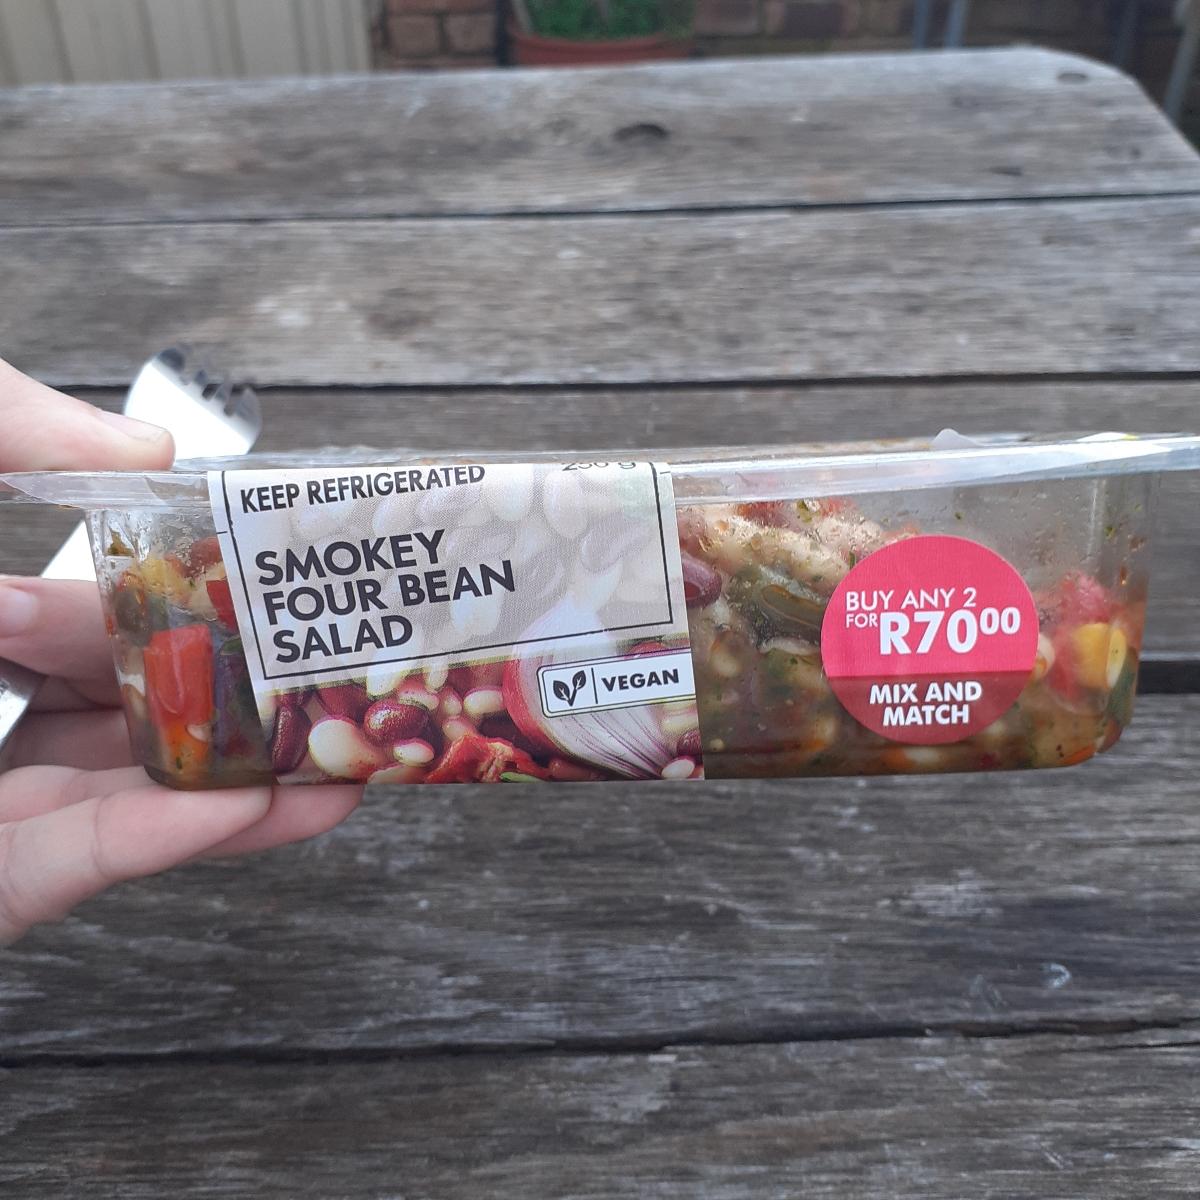 KEEP REFRIGERATED
SMOKEY
FOUR BEAN
SALAD
VEGAN
BUY ANY 2
FOR R7000
MIX AND
MATCH